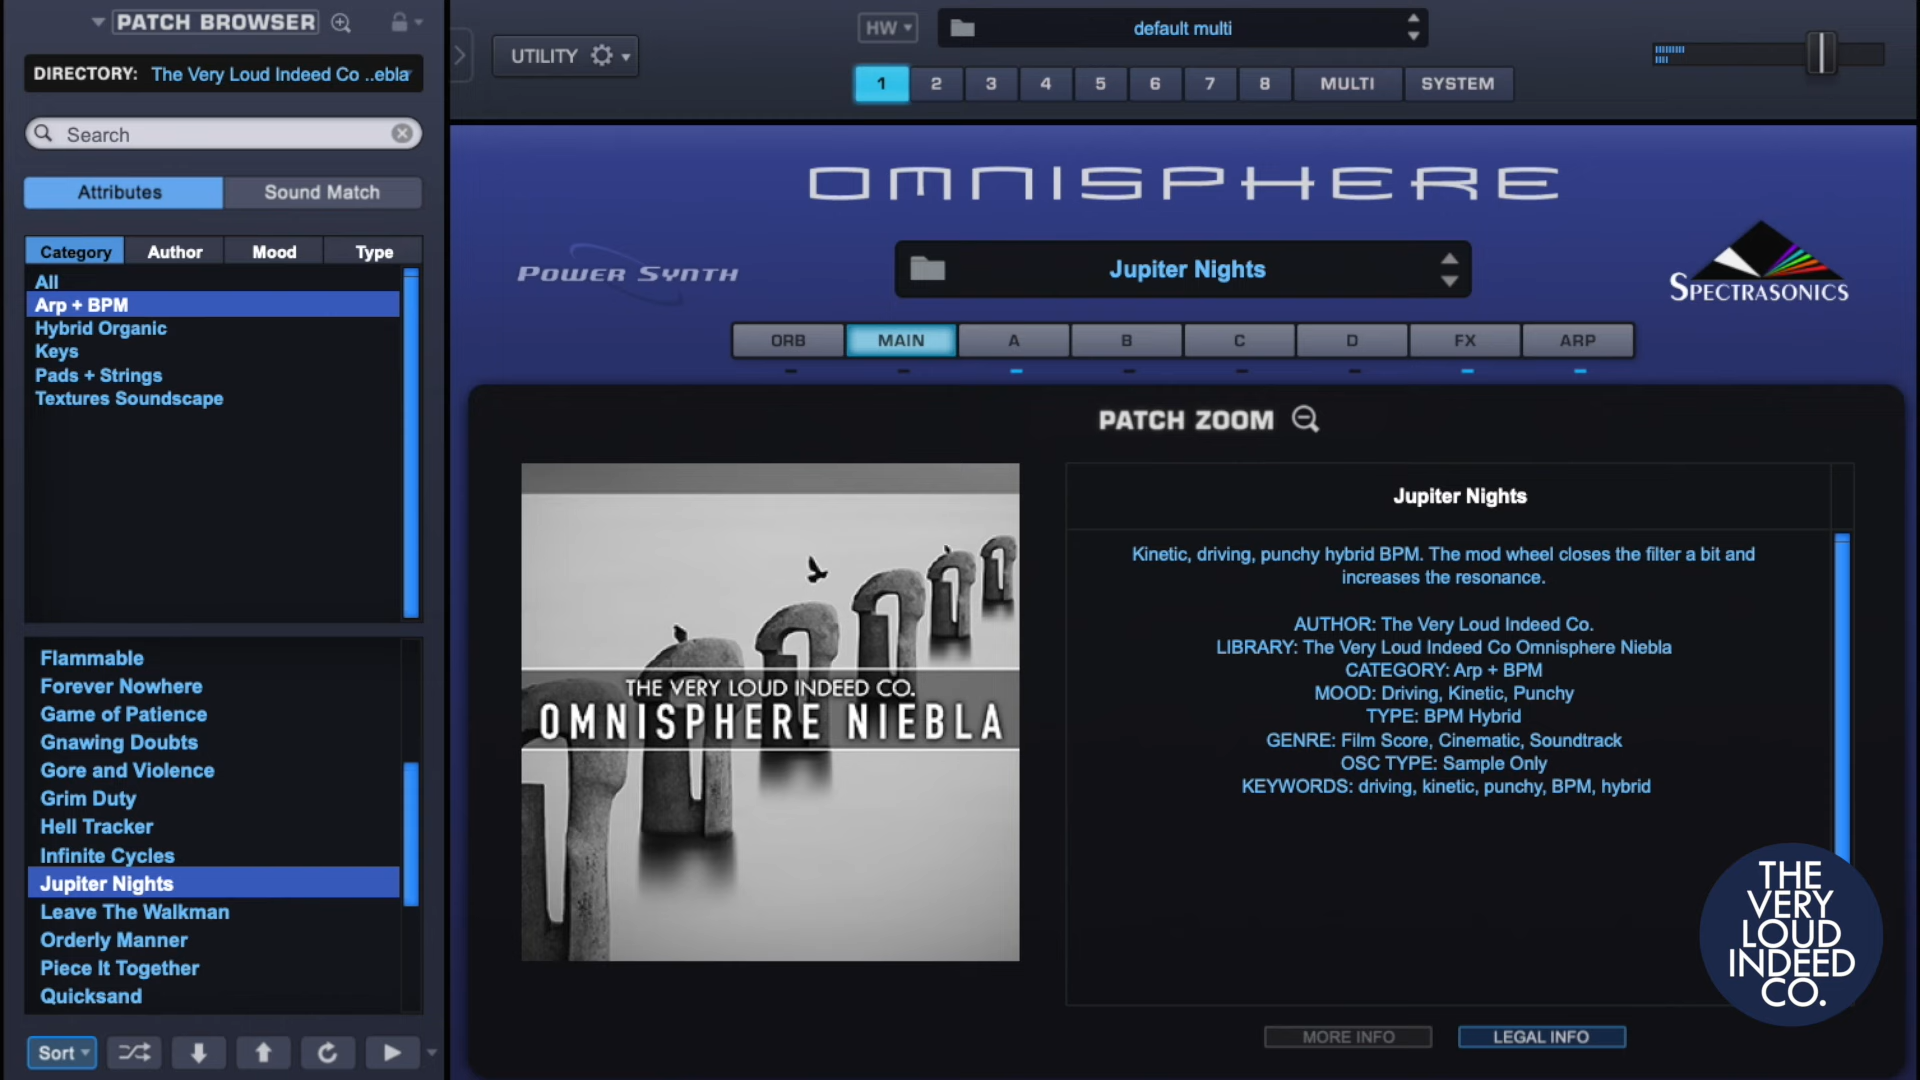 PATCH BROWSER
DIRECTORY: The Very Loud Indeed Co ..ebla
Search
Attributes
Sound Match
Category
Author
Mood
Type
All
Arp + BPM
Hybrid Organic
Keys
Pads + Strings
Textures Soundscape
Flammable
Forever Nowhere
Game of Patience
Gnawing Doubts
Gore and Violence
Grim Duty
Hell Tracker
Infinite Cycles
Jupiter Nights
Leave The Walkman
Orderly Manner
Piece It Together
Quicksand
Sort
UTILITY
HW
default multi
1
2
3
4
5
6
7
8
MULTI
SYSTEM
OMNISPHERE
POWER SYNTH
Jupiter Nights
SPECTRASONICS
ORB
MAIN
A
B
C
D
FX
ARP
PATCH ZOOM
THE VERY LOUD INDEED CO.
OMNISPHERE NIEBLA
Jupiter Nights
Kinetic, driving, punchy hybrid BPM. The mod wheel closes the filter a bit and
increases the resonance.
AUTHOR: The Very Loud Indeed Co.
LIBRARY: The Very Loud Indeed Co Omnisphere Niebla
CATEGORY: Arp + BPM
MOOD: Driving, Kinetic, Punchy
TYPE: BPM Hybrid
GENRE: Film Score, Cinematic, Soundtrack
OSC TYPE: Sample Only
KEYWORDS: driving, kinetic, punchy, BPM, hybrid
MORE INFO
LEGAL INFO
THE
VERY
LOUD
INDEED
CO.